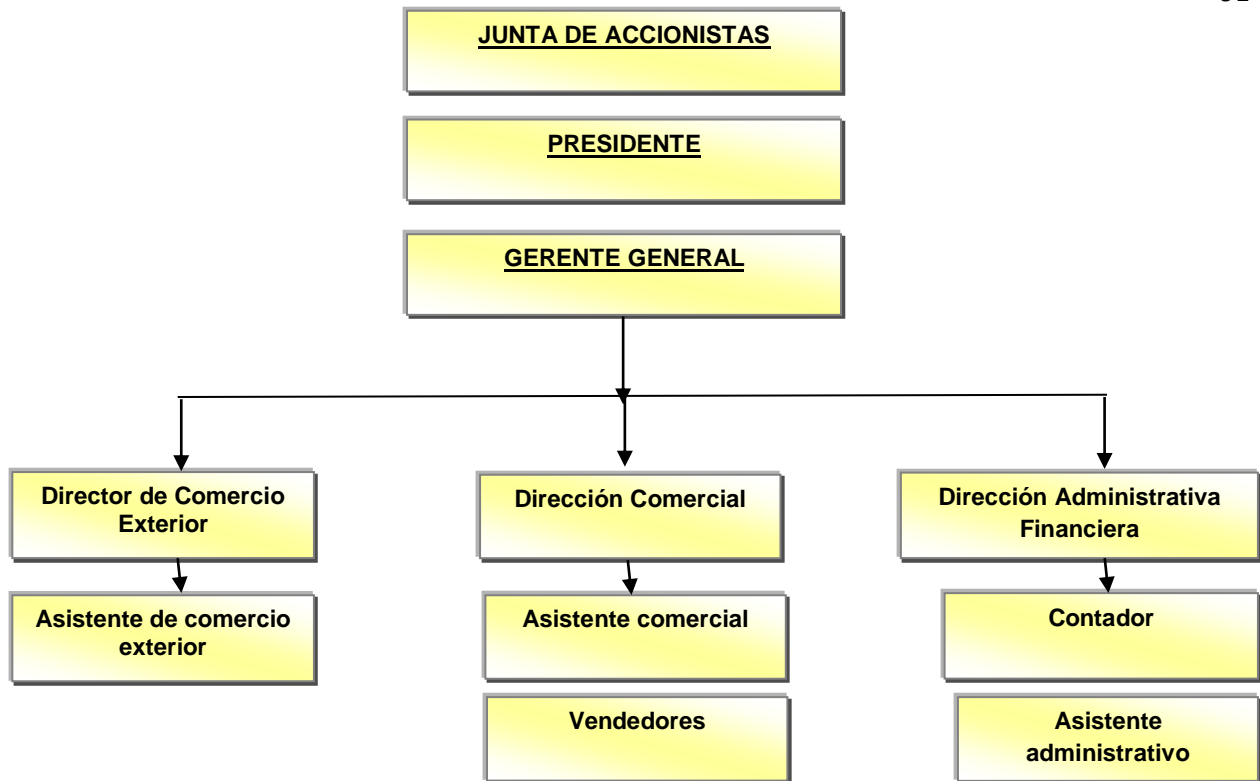 JUNTA DE ACCIONISTAS
PRESIDENTE
GERENTE GENERAL
Director de Comercio
Exterior
Dirección Comercial
Dirección Administrativa
Financiera
Asistente de comercio
exterior
Asistente comercial
Contador
Vendedores
Asistente
administrativo